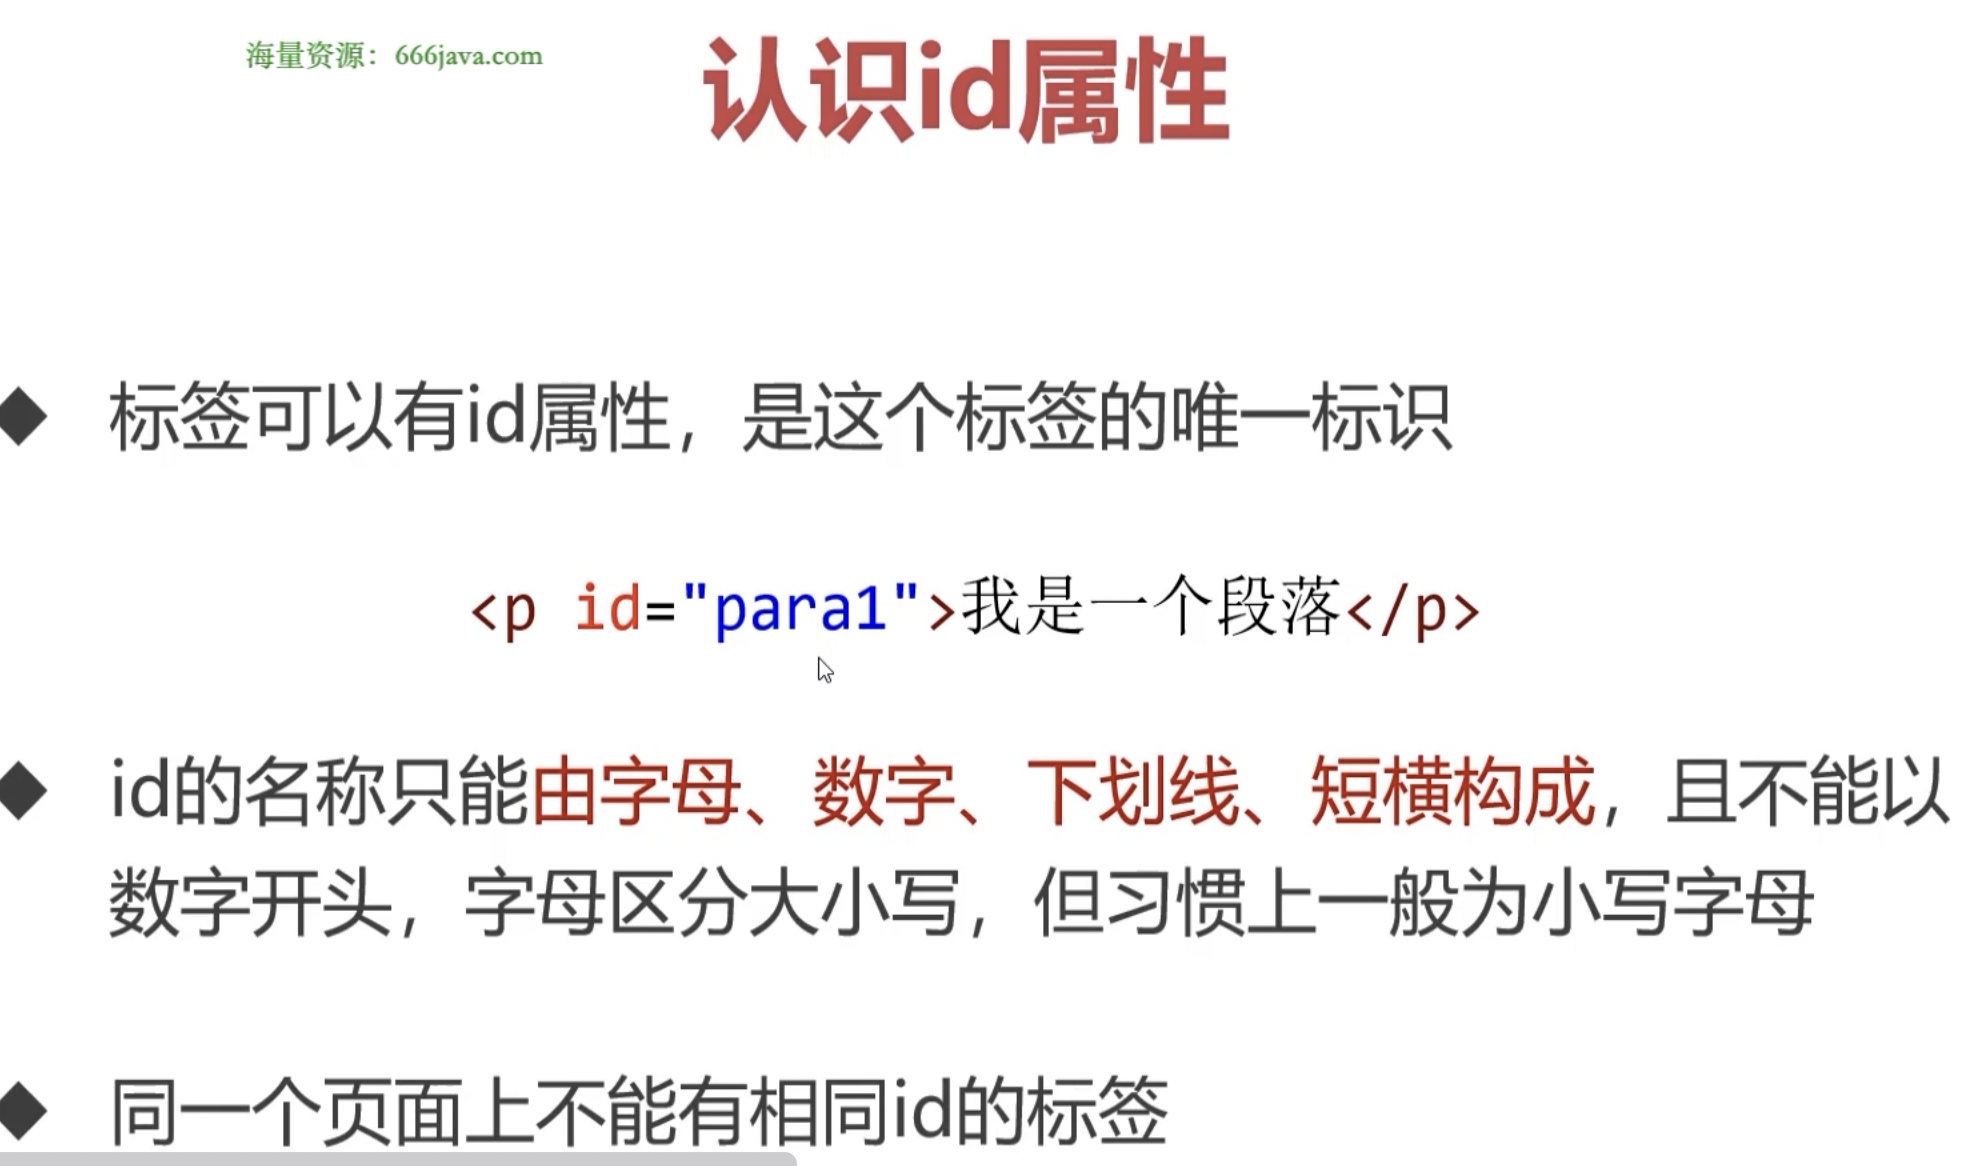 海量资源：666java.com
认识id属性
标签可以有id属性，是这个标签的唯一标识
<p id="para1">我是一个段落</p>
id的名称只能由字母、数字、下划线、短横构成，且不能以
数字开头，字母区分大小写，但习惯上一般为小写字母
同一个页面上不能有相同id的标签